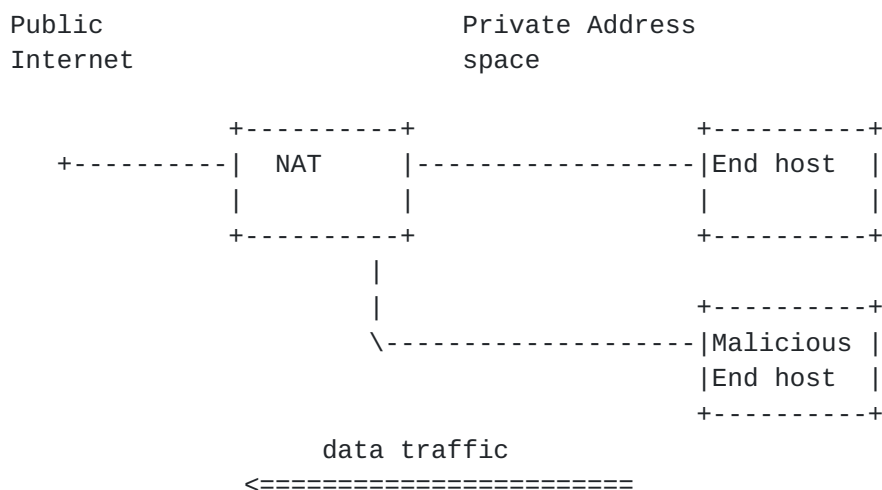 Public                       Private Address
Internet                     space

              +----------+                  +----------+
   +----------|  NAT     |------------------|End host  |
              |          |                  |          |
              +----------+                  +----------+
                       |
                       |                    +----------+
                       \--------------------|Malicious |
                                            |End host  |
                                            +----------+
                    data traffic
               <=========================